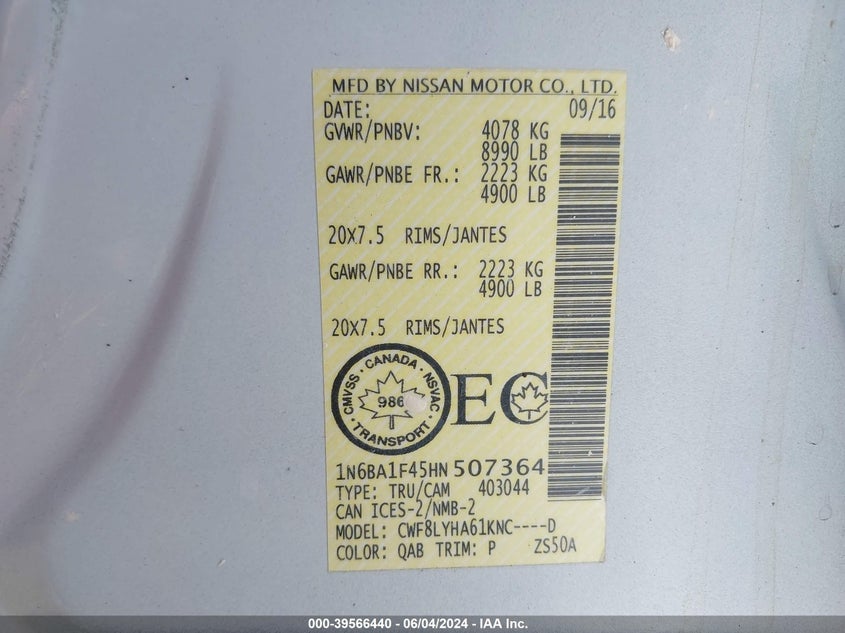 MFD BY NISSAN MOTOR CO., LTD.
DATE: 09/16
GVWR/PNBV: 4078 KG
8990 LB
GAWR/PNBE FR.: 2223 KG
4900 LB
20X7.5 RIMS/JANTES
GAWR/PNBE RR.: 2223 KG
4900 LB
20X7.5 RIMS/JANTES
CMVSS · CANADA · NSVAC · TRANSPORT ·
986
EC
1N6BA1F45HN 507364
TYPE: TRU/CAM 403044
CAN ICES-2/NMB-2
MODEL: CWF8LYHA61KNC----D
COLOR: QAB TRIM: P ZS50A
000-39566440 - 06/04/2024 - IAA Inc.